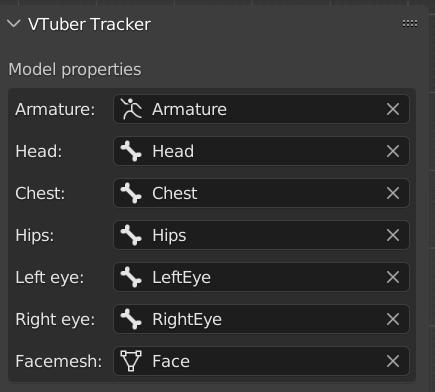 VTuber Tracker
Model properties
Armature: Armature
Head: Head
Chest: Chest
Hips: Hips
Left eye: LeftEye
Right eye: RightEye
Facemesh: Face